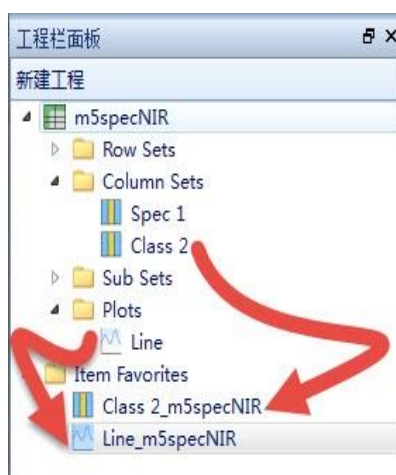 工程栏面板
新建工程
m5specNIR
Row Sets
Column Sets
Spec 1
Class 2
Sub Sets
Plots
Line
Item Favorites
Class 2_m5specNIR
Line_m5specNIR